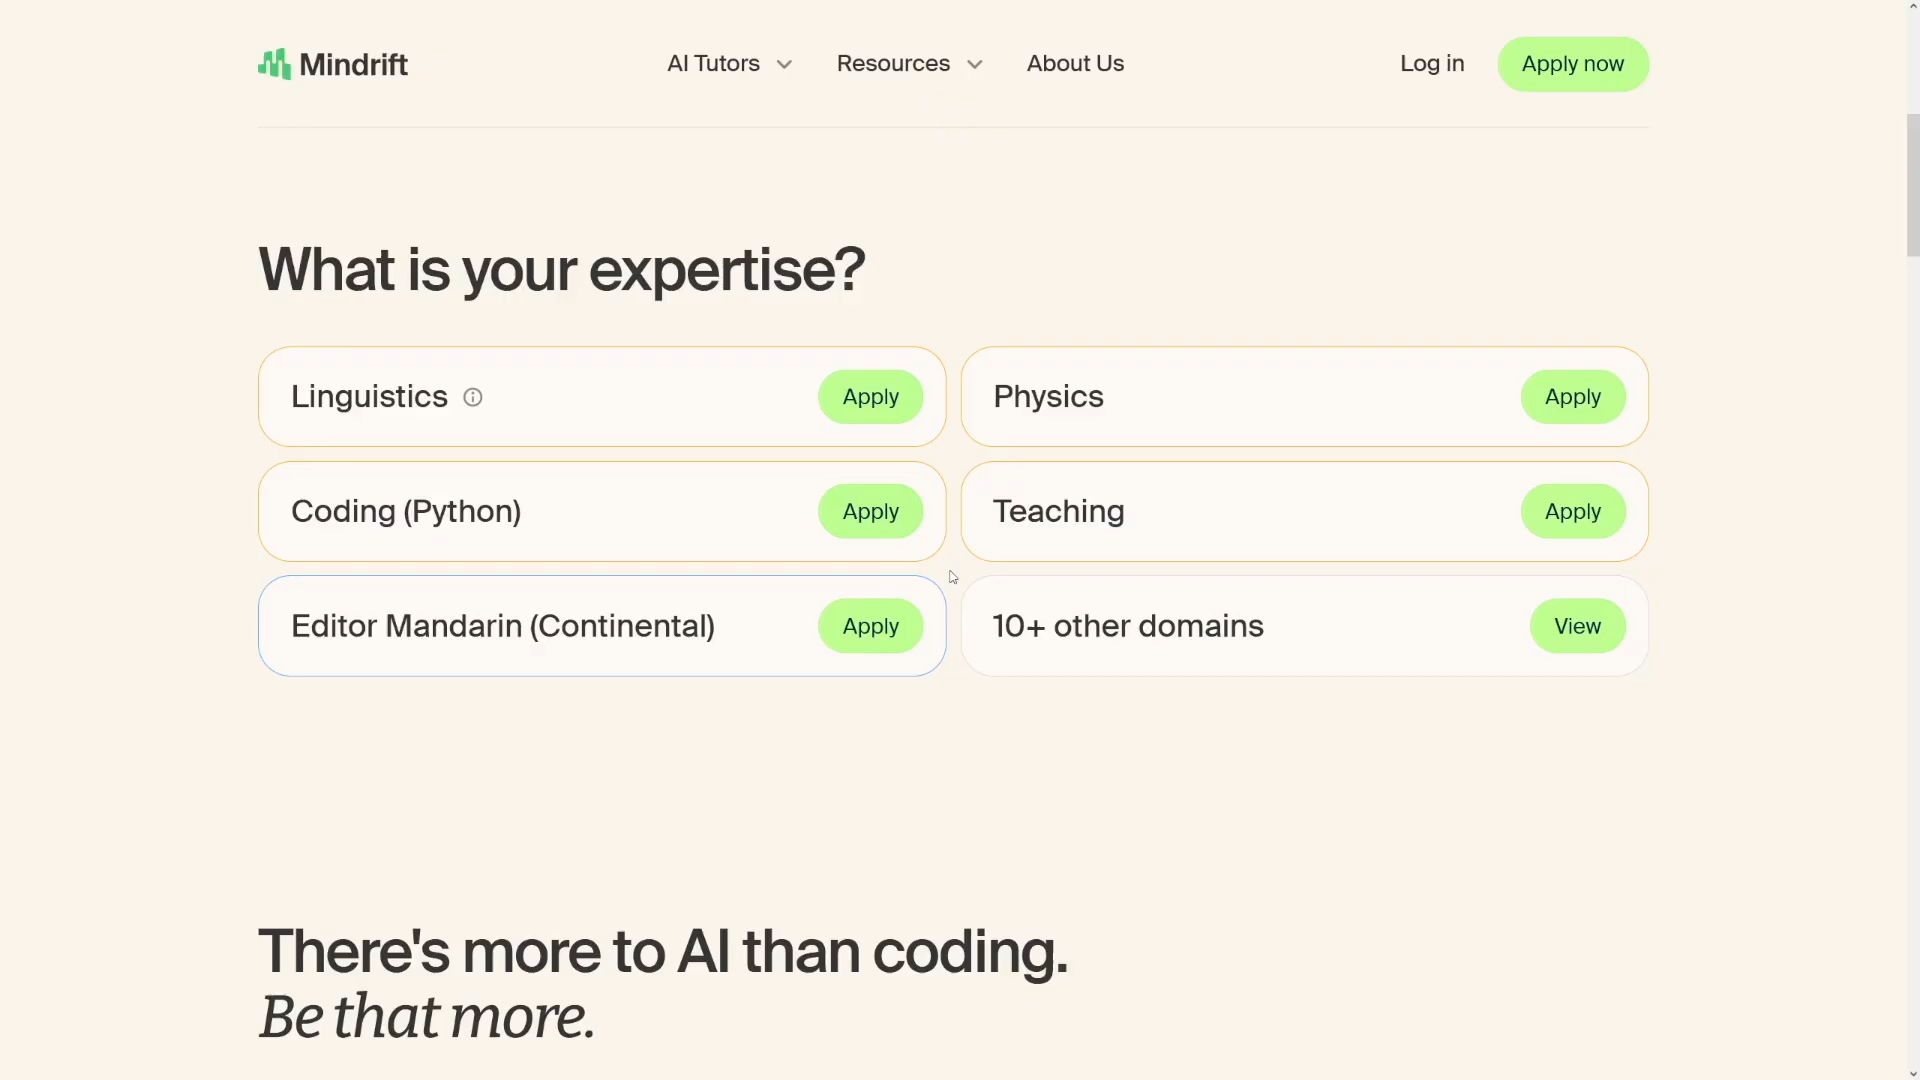 Mindrift
AI Tutors
Resources
About Us
Log in
Apply now
What is your expertise?
Linguistics
Apply
Physics
Apply
Coding (Python)
Apply
Teaching
Apply
Editor Mandarin (Continental)
Apply
10+ other domains
View
There's more to AI than coding.
Be that more.